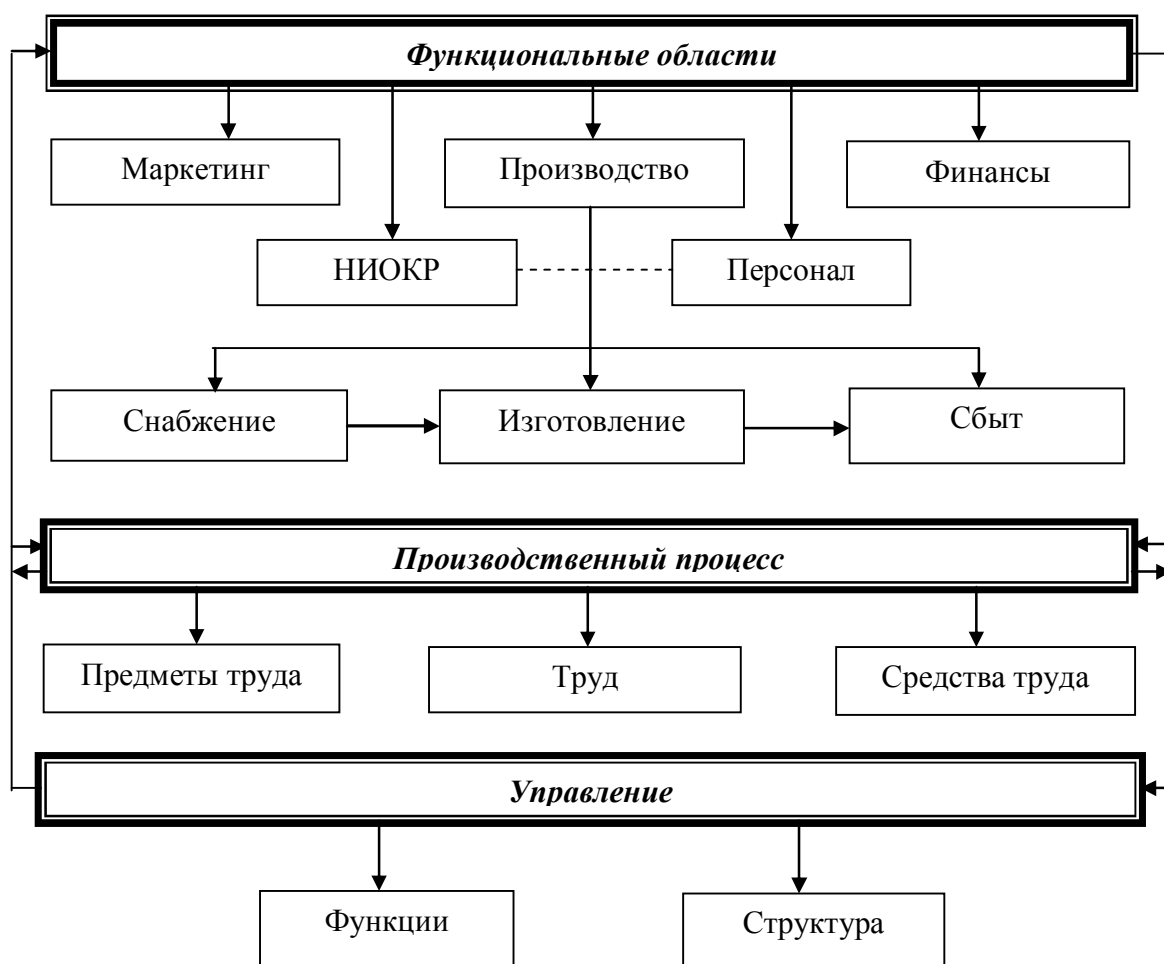 Функциональные области
Маркетинг
Производство
Финансы
НИОКР
Персонал
Снабжение
Изготовление
Сбыт
Производственный процесс
Предметы труда
Труд
Средства труда
Управление
Функции
Структура